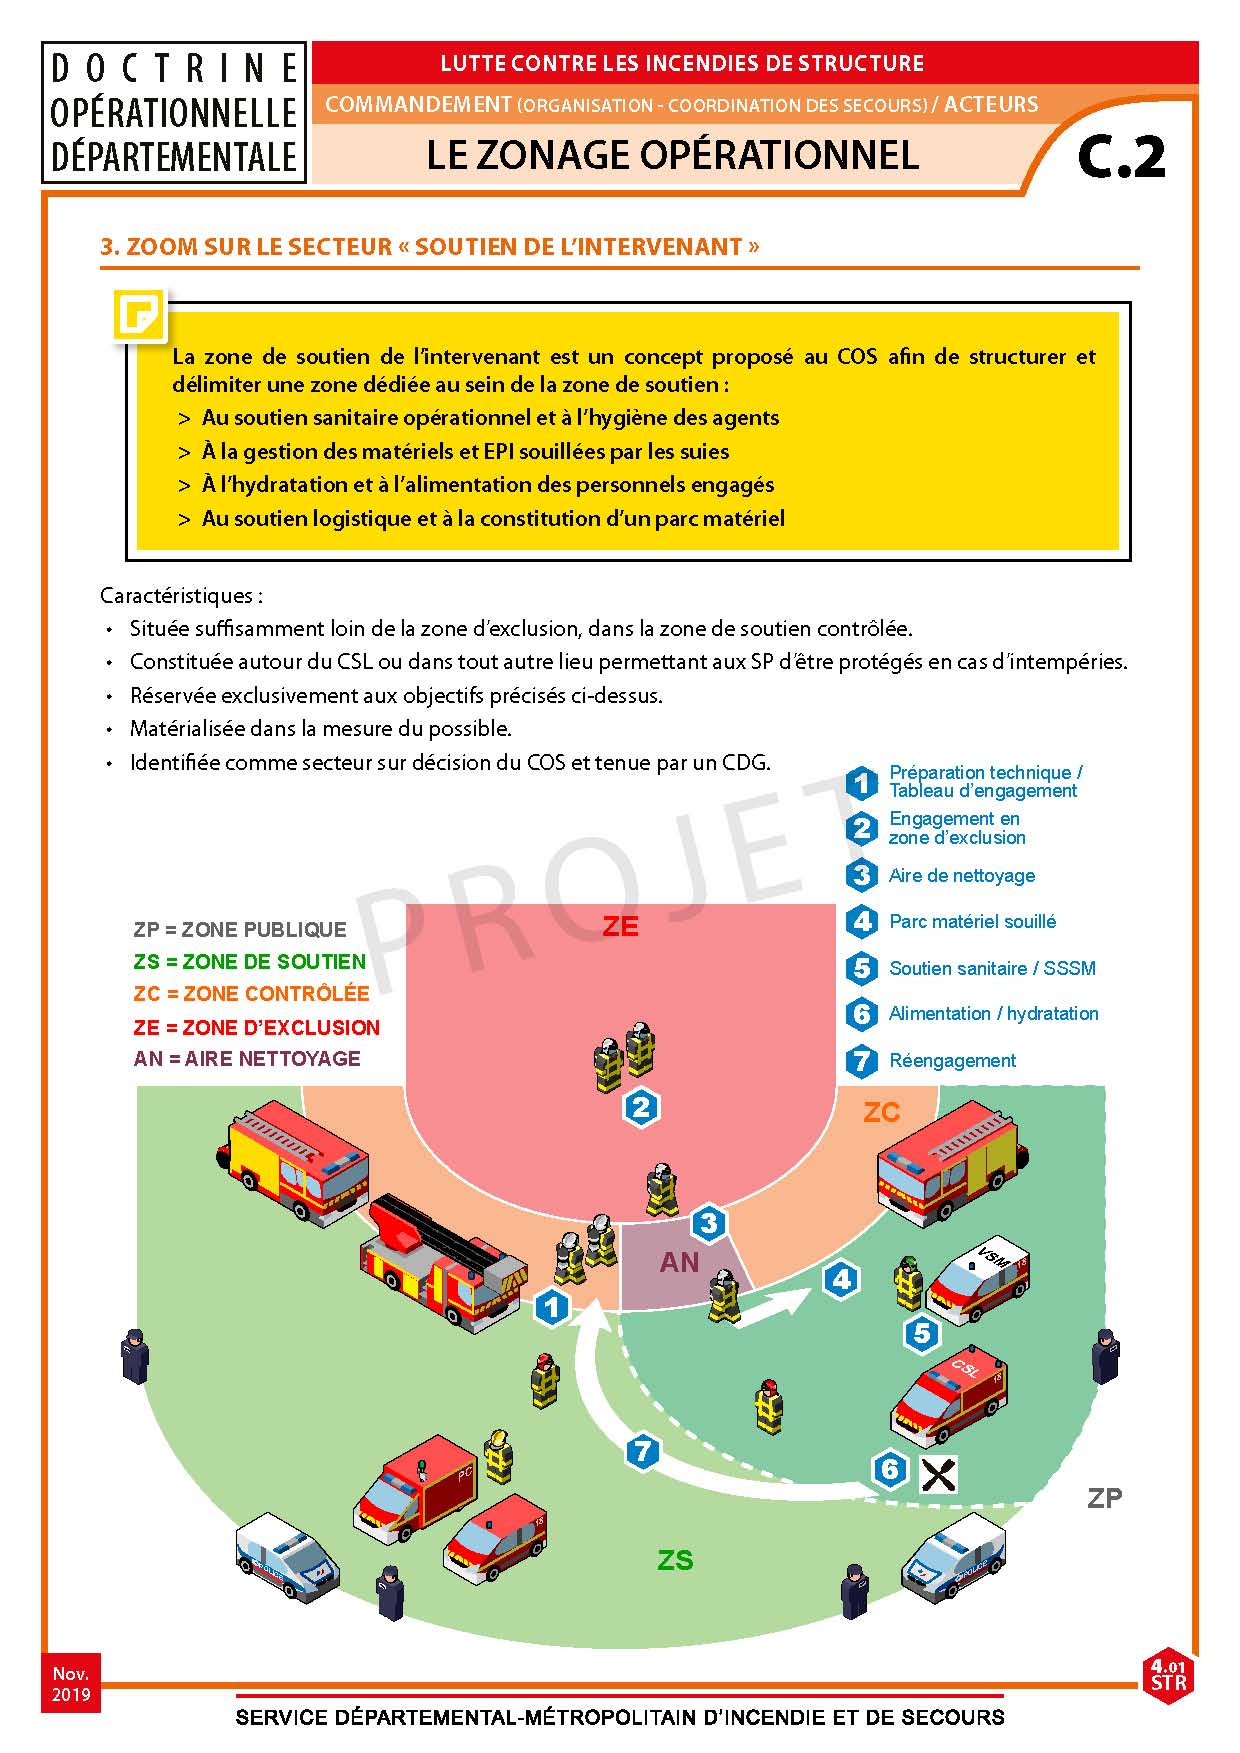 DOCTRINE
OPÉRATIONNELLE
DÉPARTEMENTALE
LUTTE CONTRE LES INCENDIES DE STRUCTURE
COMMANDEMENT (ORGANISATION - COORDINATION DES SECOURS) / ACTEURS
LE ZONAGE OPÉRATIONNEL
C.2
3. ZOOM SUR LE SECTEUR « SOUTIEN DE L'INTERVENANT »
La zone de soutien de l'intervenant est un concept proposé au COS afin de structurer et
délimiter une zone dédiée au sein de la zone de soutien :
> Au soutien sanitaire opérationnel et à l'hygiène des agents
> À la gestion des matériels et EPI souillées par les suies
> À l'hydratation et à l'alimentation des personnels engagés
> Au soutien logistique et à la constitution d'un parc matériel
Caractéristiques :
• Située suffisamment loin de la zone d'exclusion, dans la zone de soutien contrôlée.
• Constituée autour du CSL ou dans tout autre lieu permettant aux SP d'être protégés en cas d'intempéries.
• Réservée exclusivement aux objectifs précisés ci-dessus.
• Matérialisée dans la mesure du possible.
• Identifiée comme secteur sur décision du COS et tenue par un CDG.
PROJET
1 Préparation technique /
Tableau d'engagement
2 Engagement en
zone d'exclusion
3 Aire de nettoyage
4 Parc matériel souillé
5 Soutien sanitaire / SSSM
6 Alimentation / hydratation
7 Réengagement
ZP = ZONE PUBLIQUE
ZS = ZONE DE SOUTIEN
ZC = ZONE CONTRÔLÉE
ZE = ZONE D'EXCLUSION
AN = AIRE NETTOYAGE
ZE
2
ZC
3
AN
4
1
VSM
18
5
CSL
18
7
6
PC
18
ZP
ZS
POLICE
POLICE
Nov.
2019
4.01
STR
SERVICE DÉPARTEMENTAL-MÉTROPOLITAIN D'INCENDIE ET DE SECOURS